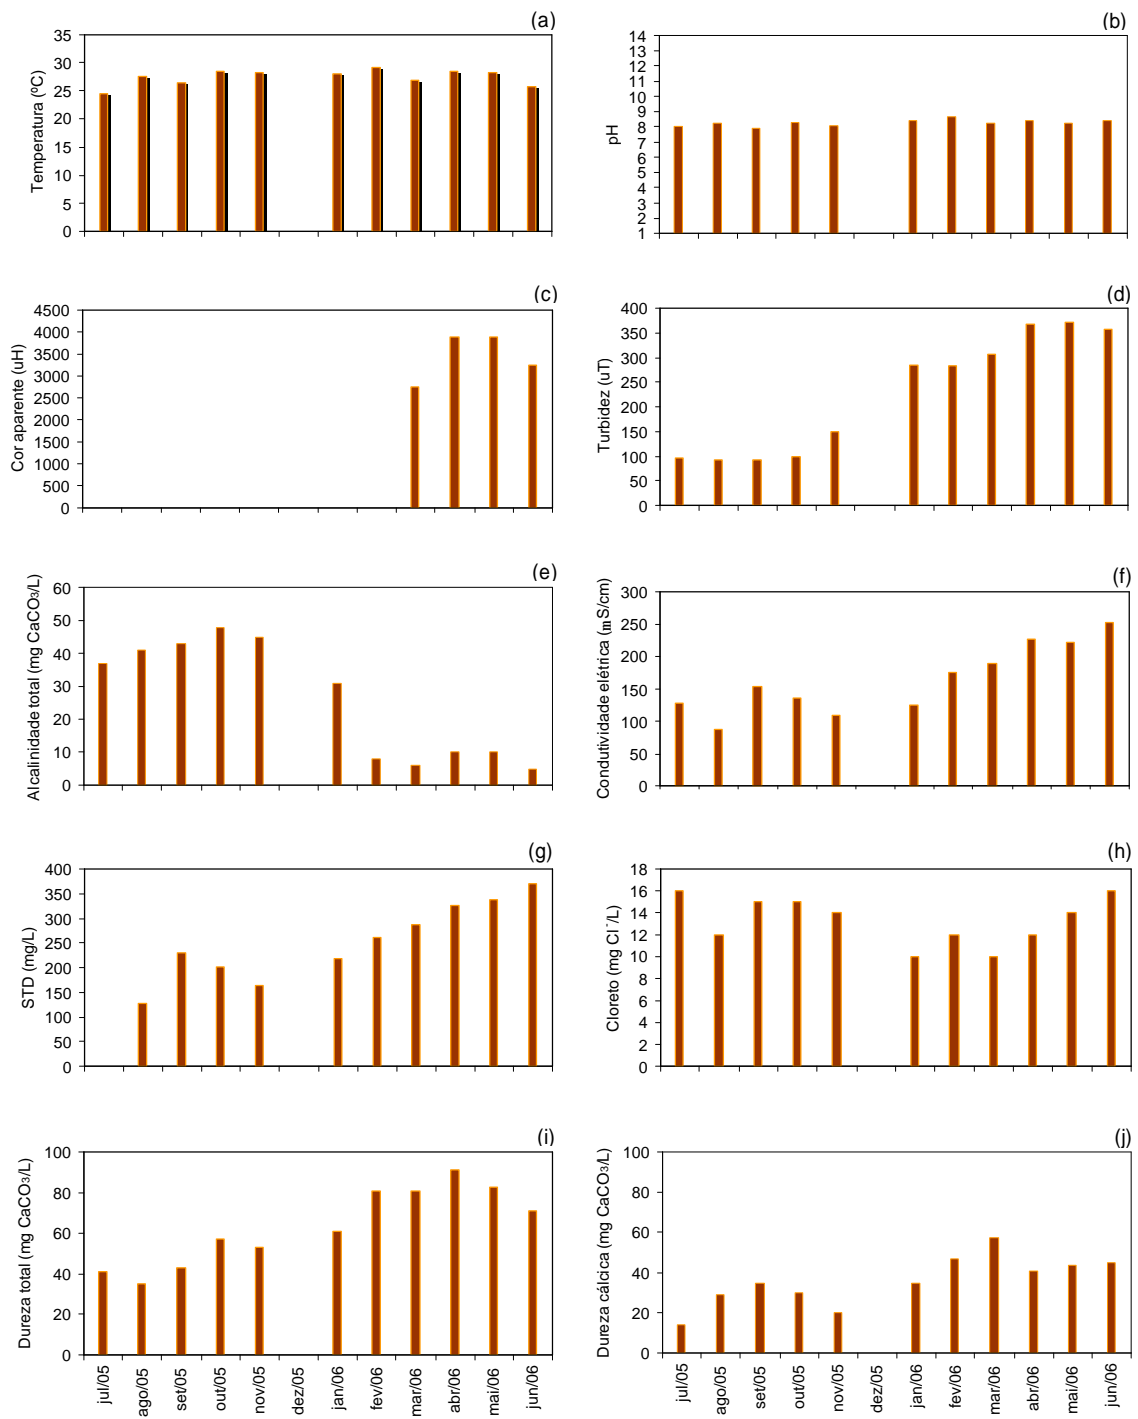 (a)
Temperatura (ºC)
35
30
25
20
15
10
5
0
(b)
pH
14
13
12
11
10
9
8
7
6
5
4
3
2
1
(c)
Cor aparente (uH)
4500
4000
3500
3000
2500
2000
1500
1000
500
0
(d)
Turbidez (uT)
400
350
300
250
200
150
100
50
0
(e)
Alcalinidade total (mg CaCO3/L)
60
50
40
30
20
10
0
(f)
Condutividade elétrica (mS/cm)
300
250
200
150
100
50
0
(g)
STD (mg/L)
400
350
300
250
200
150
100
50
0
(h)
Cloreto (mg Cl⁻/L)
18
16
14
12
10
8
6
4
2
0
(i)
Dureza total (mg CaCO3/L)
100
80
60
40
20
0
jul/05
ago/05
set/05
out/05
nov/05
dez/05
jan/06
fev/06
mar/06
abr/06
mai/06
jun/06
(j)
Dureza cálcica (mg CaCO3/L)
100
80
60
40
20
0
jul/05
ago/05
set/05
out/05
nov/05
dez/05
jan/06
fev/06
mar/06
abr/06
mai/06
jun/06